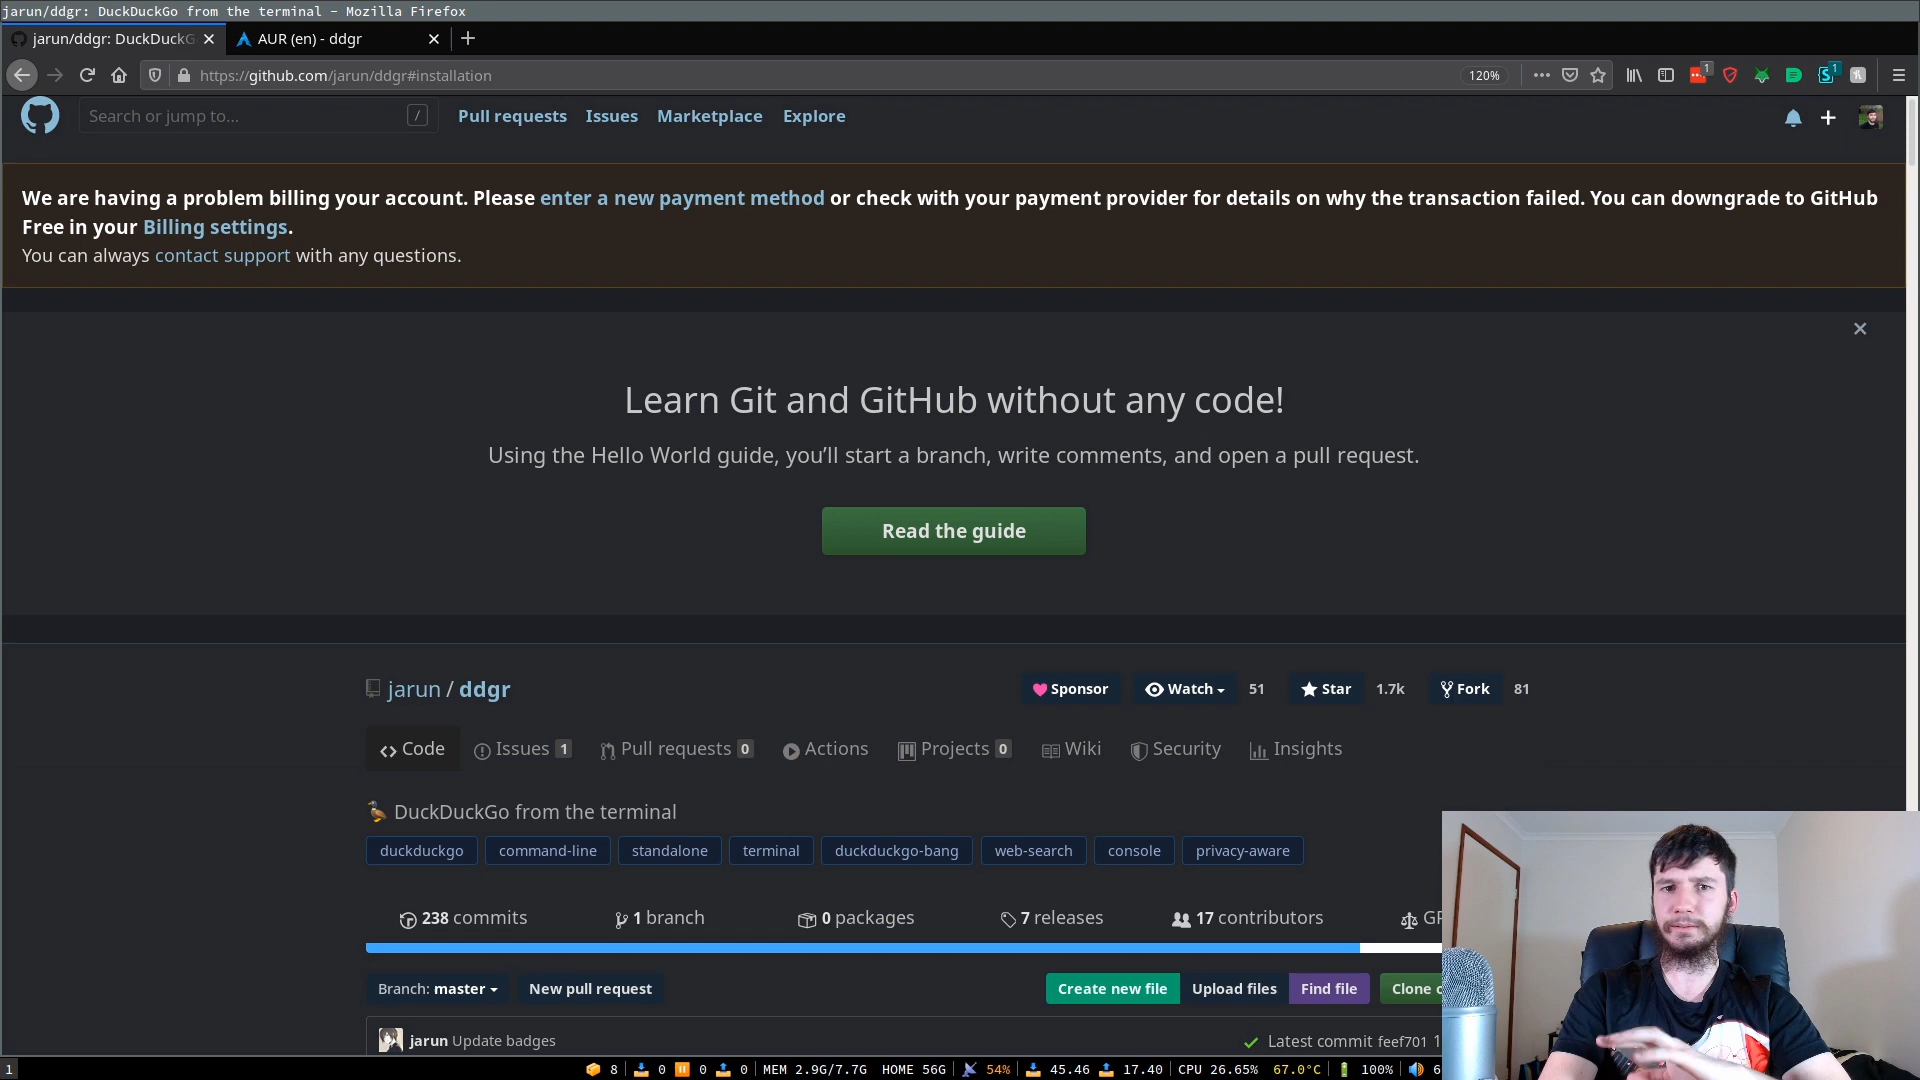 jarun/ddgr: DuckDuckGo from the terminal - Mozilla Firefox
jarun/ddgr: DuckDuckG
AUR (en) - ddgr
https://github.com/jarun/ddgr#installation
120%
1
1
Search or jump to...
/
Pull requests
Issues
Marketplace
Explore
We are having a problem billing your account. Please enter a new payment method or check with your payment provider for details on why the transaction failed. You can downgrade to GitHub
Free in your Billing settings.
You can always contact support with any questions.
Learn Git and GitHub without any code!
Using the Hello World guide, you’ll start a branch, write comments, and open a pull request.
Read the guide
jarun / ddgr
Sponsor
Watch
51
Star
1.7k
Fork
81
Code
Issues 1
Pull requests 0
Actions
Projects 0
Wiki
Security
Insights
DuckDuckGo from the terminal
duckduckgo
command-line
standalone
terminal
duckduckgo-bang
web-search
console
privacy-aware
238 commits
1 branch
0 packages
7 releases
17 contributors
Branch: master
New pull request
Create new file
Upload files
Find file
Clone
jarun Update badges
Latest commit feef701
1
8
0
0
0
MEM 2.9G/7.7G
HOME 56G
54%
45.46
17.40
CPU 26.65%
67.0°C
100%